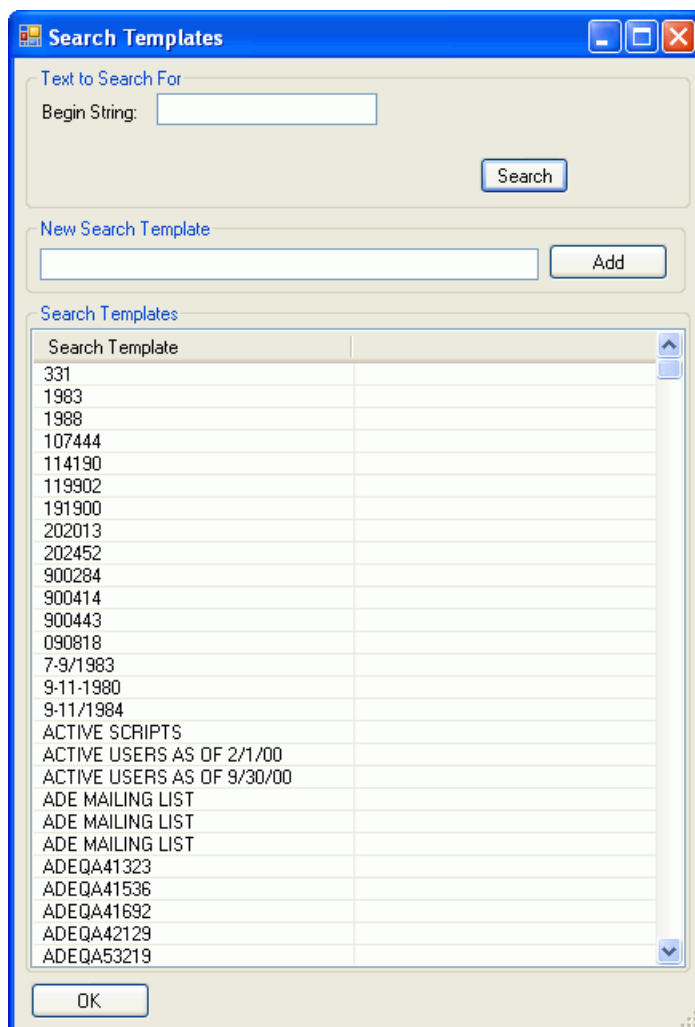 Search Templates
Text to Search For
Begin String:
Search
New Search Template
Add
Search Templates
Search Template
331
1983
1988
107444
114190
119902
191900
202013
202452
900284
900414
900443
090818
7-9/1983
9-11-1980
9-11/1984
ACTIVE SCRIPTS
ACTIVE USERS AS OF 2/1/00
ACTIVE USERS AS OF 9/30/00
ADE MAILING LIST
ADE MAILING LIST
ADE MAILING LIST
ADEQA41323
ADEQA41536
ADEQA41692
ADEQA42129
ADEQA53219
OK